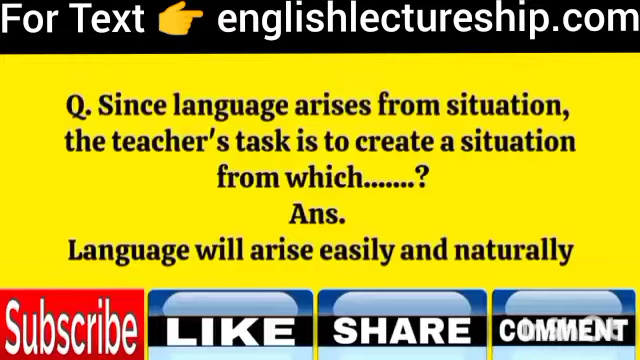 For Text 👉 englishlectureship.com
Q. Since language arises from situation,
the teacher's task is to create a situation
from which.......?
Ans.
Language will arise easily and naturally
Subscribe LIKE SHARE COMMENT